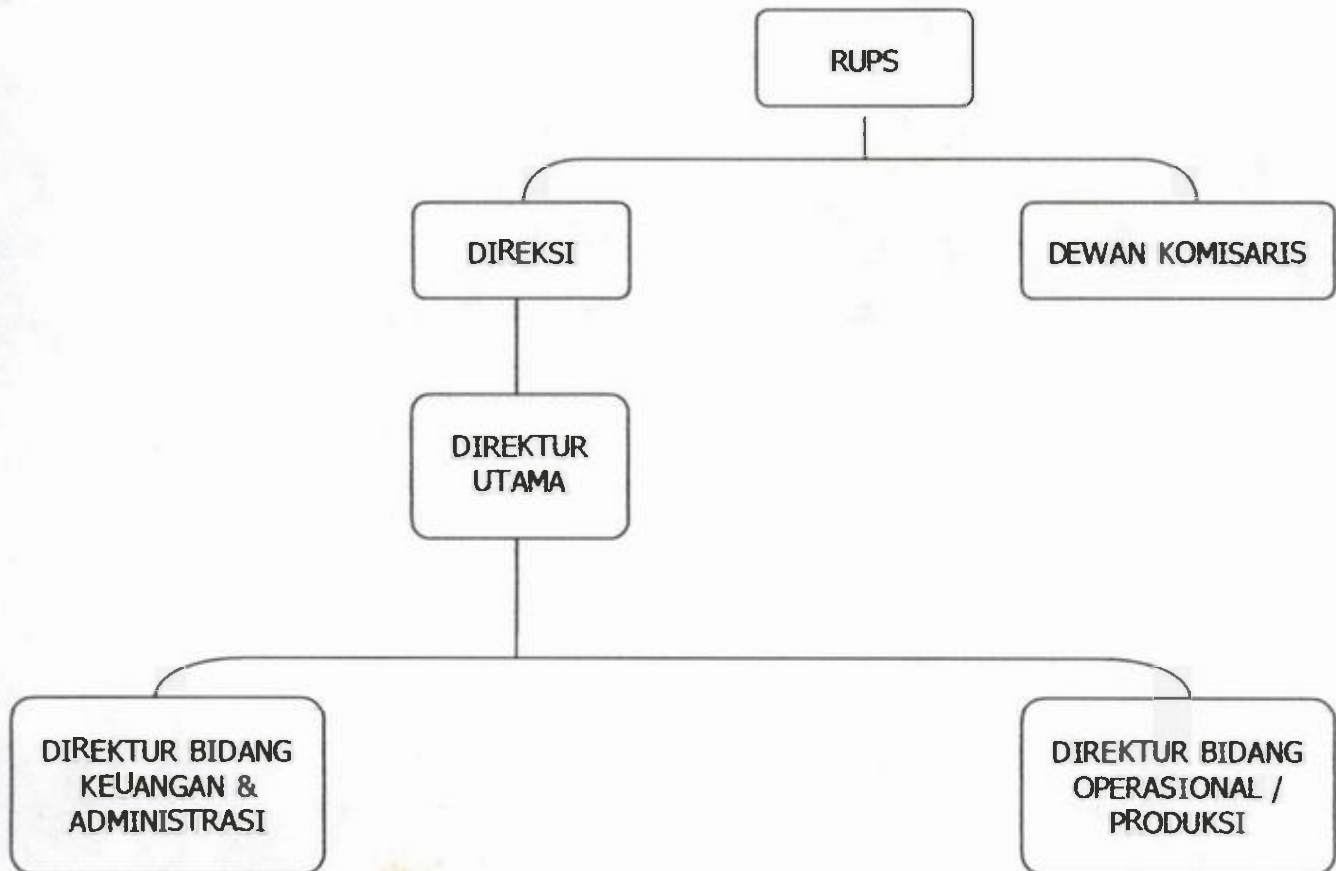 RUPS
DIREKSI
DEWAN KOMISARIS
DIREKTUR
UTAMA
DIREKTUR BIDANG
KEUANGAN &
ADMINISTRASI
DIREKTUR BIDANG
OPERASIONAL /
PRODUKSI